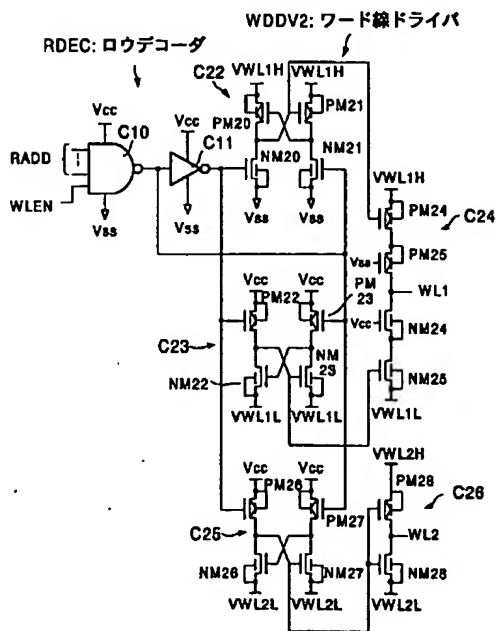 WDDV2: ワード線ドライバ
RDEC: ロウデコーダ
C22
VWL1H VWL1H
PM20
PM21
Vcc
C10
Vcc
C11
RADD
WLEN
NM20
NM21
Vss
Vss
Vss
Vss
VWL1H
PM24
C24
PM25
Vss
WL1
Vcc
NM24
NM25
VWL1L
Vcc
Vcc
PM22
PM
23
C23
NM
23
NM22
VWL1L VWL1L
VWL2H
PM28
C26
WL2
NM28
VWL2L
Vcc
Vcc
PM26
PM27
C25
NM26
NM27
VWL2L
VWL2L